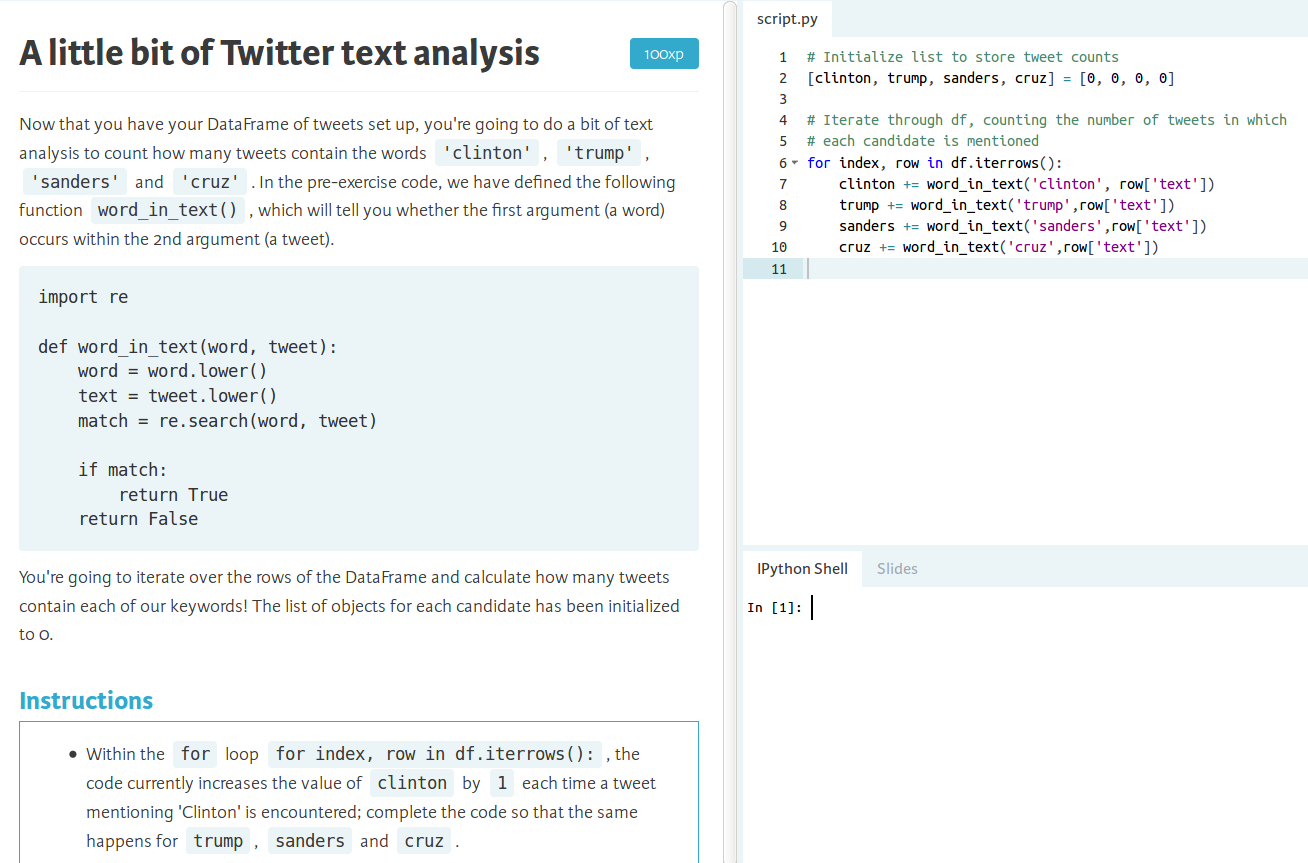 A little bit of Twitter text analysis
100xp
Now that you have your DataFrame of tweets set up, you're going to do a bit of text
analysis to count how many tweets contain the words 'clinton' , 'trump' ,
'sanders' and 'cruz' . In the pre-exercise code, we have defined the following
function word_in_text() , which will tell you whether the first argument (a word)
occurs within the 2nd argument (a tweet).
import re
def word_in_text(word, tweet):
    word = word.lower()
    text = tweet.lower()
    match = re.search(word, tweet)
    if match:
        return True
    return False
You're going to iterate over the rows of the DataFrame and calculate how many tweets
contain each of our keywords! The list of objects for each candidate has been initialized
to 0.
Instructions
• Within the for loop for index, row in df.iterrows(): , the
code currently increases the value of clinton by 1 each time a tweet
mentioning 'Clinton' is encountered; complete the code so that the same
happens for trump , sanders and cruz .
script.py
1 # Initialize list to store tweet counts
2 [clinton, trump, sanders, cruz] = [0, 0, 0, 0]
3
4 # Iterate through df, counting the number of tweets in which
5 # each candidate is mentioned
6 for index, row in df.iterrows():
7     clinton += word_in_text('clinton', row['text'])
8     trump += word_in_text('trump',row['text'])
9     sanders += word_in_text('sanders',row['text'])
10     cruz += word_in_text('cruz',row['text'])
11
IPython Shell Slides
In [1]: